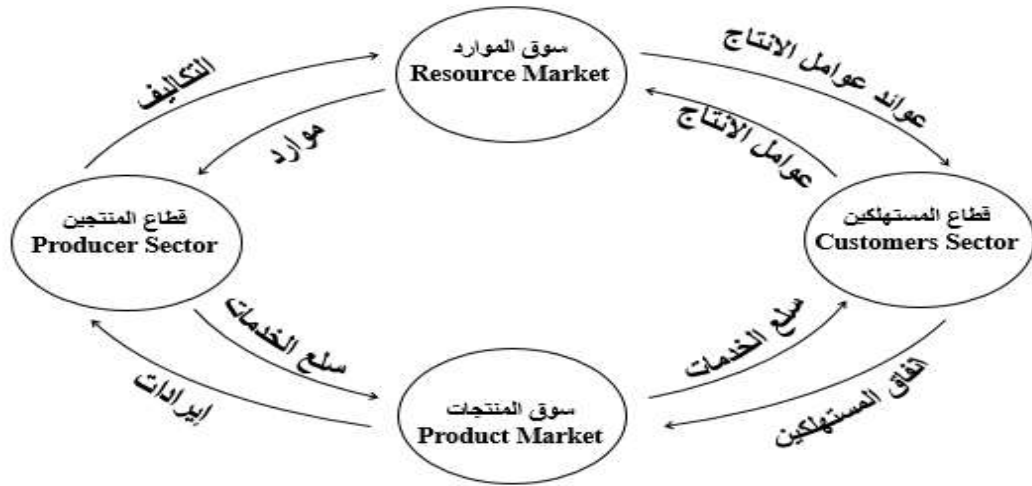 سوق الموارد
Resource Market
التكاليف
عوائد عوامل الانتاج
موارد
عوامل الانتاج
قطاع المنتجين
Producer Sector
قطاع المستهلكين
Customers Sector
سلع الخدمات
سلع الخدمات
إيرادات
انفاق المستهلكين
سوق المنتجات
Product Market